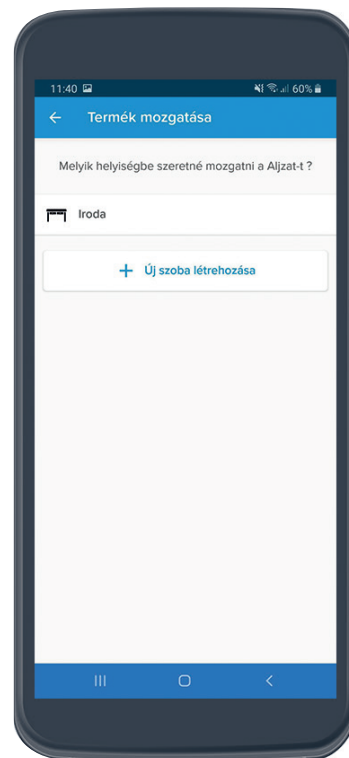 11:40 60%
Termék mozgatása
Melyik helyiségbe szeretné mozgatni a Aljzat-t ?
Iroda
Új szoba létrehozása